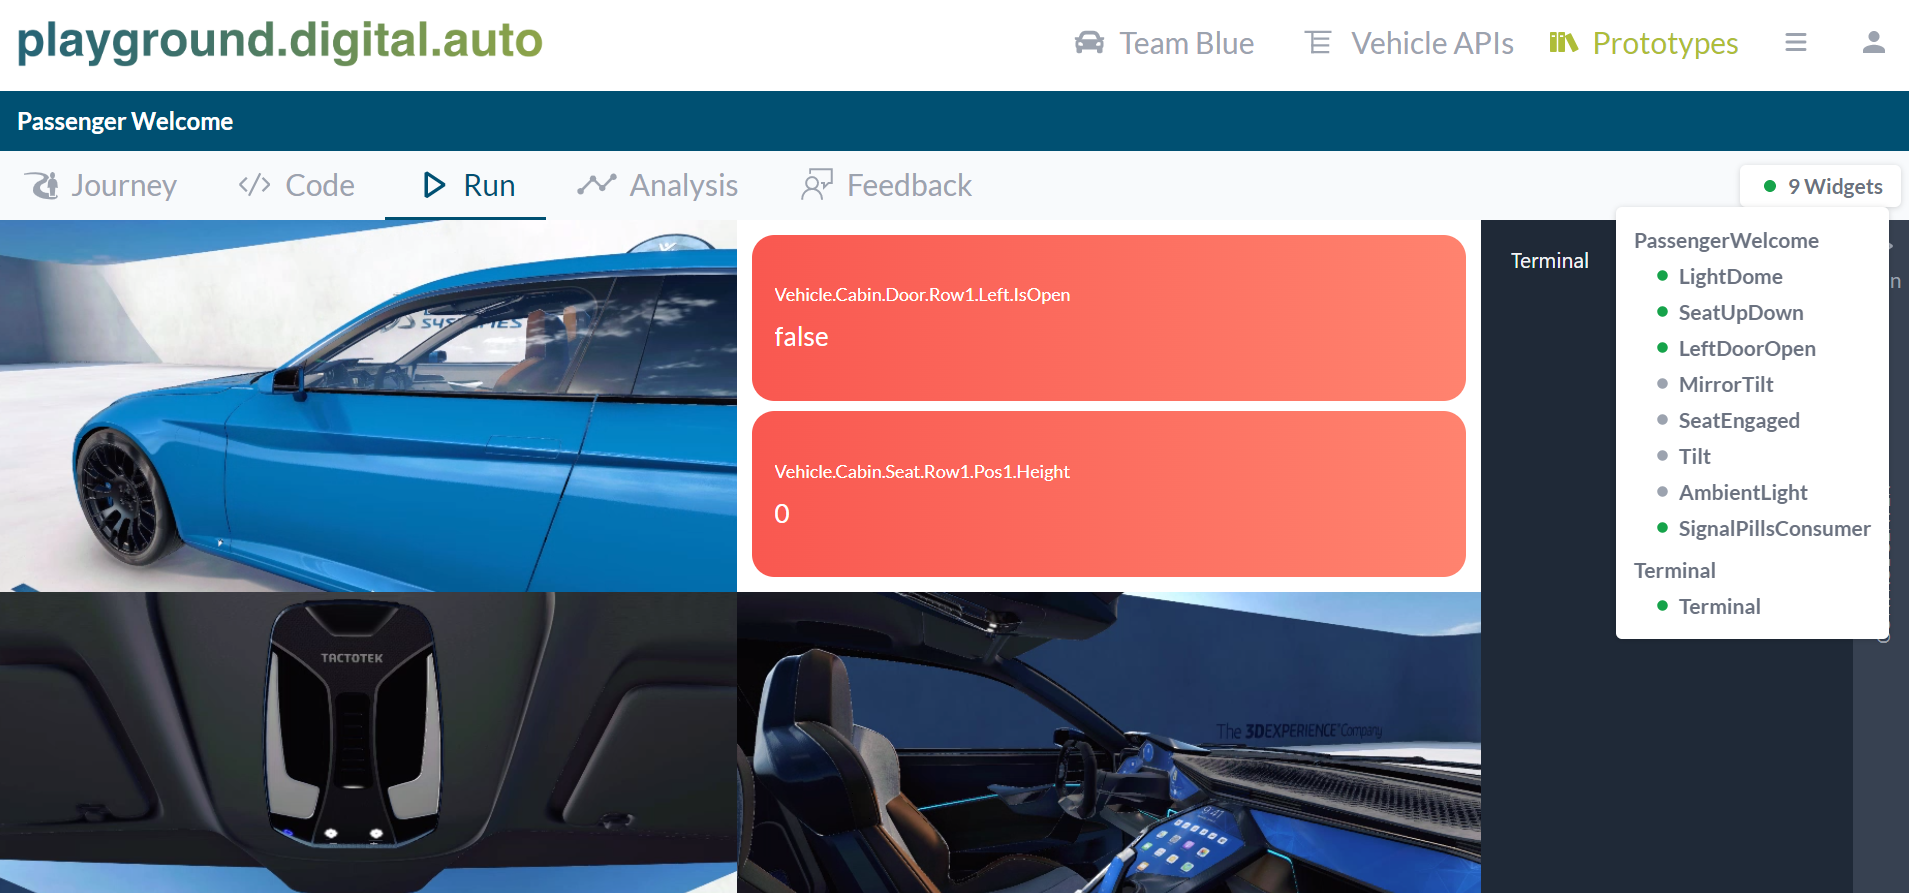 playground.digital.auto
Team Blue
Vehicle APIs
Prototypes
Passenger Welcome
Journey
</> Code
Run
Analysis
Feedback
9 Widgets
Vehicle.Cabin.Door.Row1.Left.IsOpen
false
Vehicle.Cabin.Seat.Row1.Pos1.Height
0
Terminal
PassengerWelcome
LightDome
SeatUpDown
LeftDoorOpen
MirrorTilt
SeatEngaged
Tilt
AmbientLight
SignalPillsConsumer
Terminal
Terminal
TACTOTEK
The 3DEXPERIENCE Company